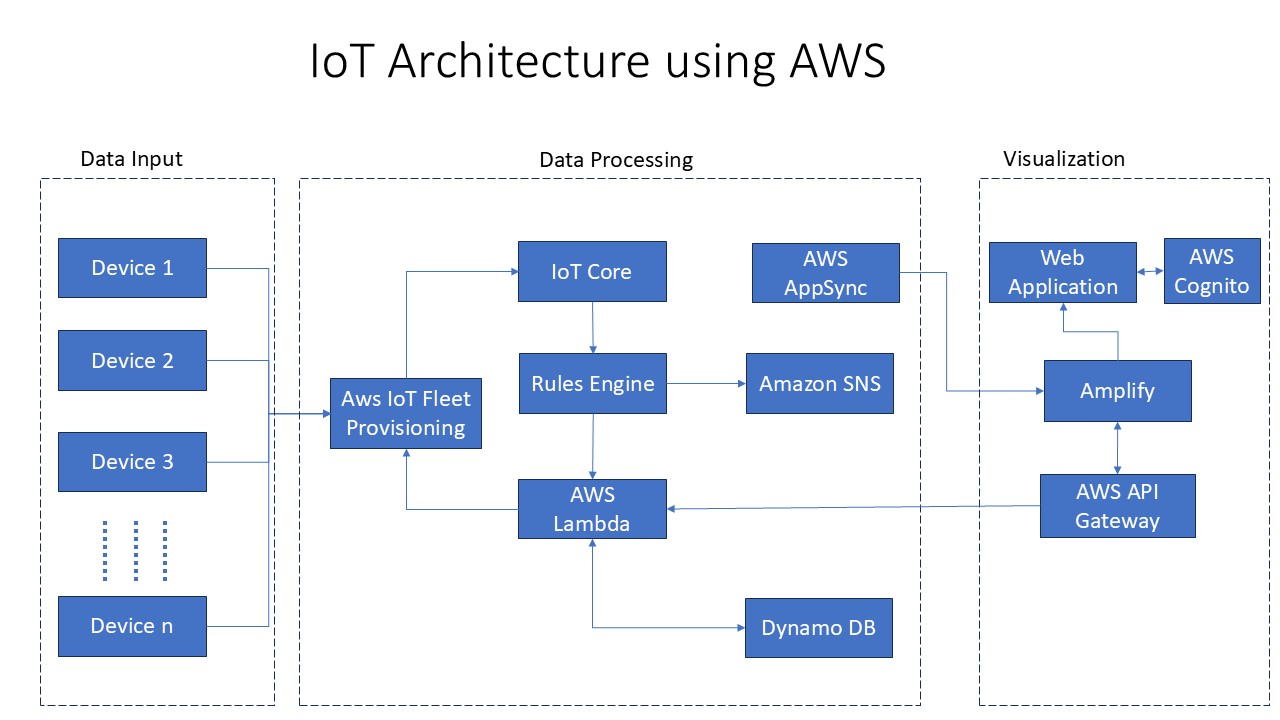 IoT Architecture using AWS
Data Input
Device 1
Device 2
Device 3
Device n
Data Processing
Aws IoT Fleet
Provisioning
IoT Core
Rules Engine
AWS
Lambda
AWS
AppSync
Amazon SNS
Dynamo DB
Visualization
Web
Application
AWS
Cognito
Amplify
AWS API
Gateway